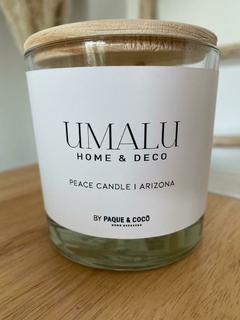 UMALU
HOME & DECO
PEACE CANDLE | ARIZONA
BY PAQUE & COCÓ